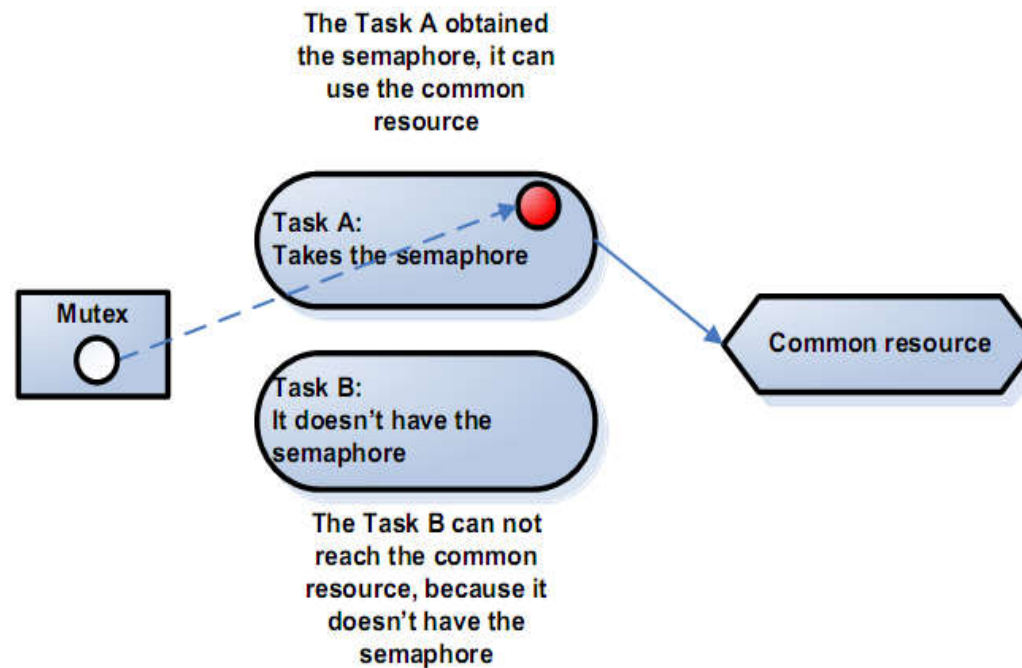 The Task A obtained
the semaphore, it can
use the common
resource
Task A:
Takes the semaphore
Mutex
Common resource
Task B:
It doesn't have the
semaphore
The Task B can not
reach the common
resource, because it
doesn't have the
semaphore